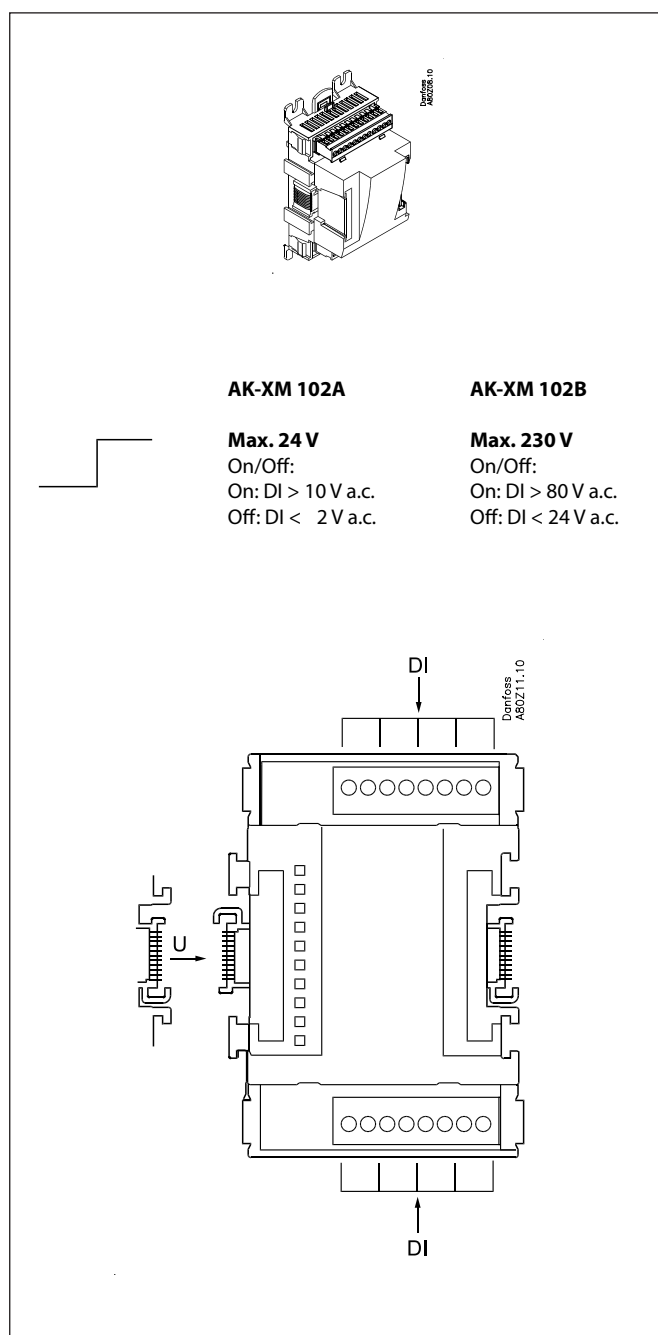 Danfoss
A80Z08.10
AK-XM 102A
Max. 24 V
On/Off:
On: DI > 10 V a.c.
Off: DI < 2 V a.c.
AK-XM 102B
Max. 230 V
On/Off:
On: DI > 80 V a.c.
Off: DI < 24 V a.c.
DI
Danfoss
A80Z11.10
U
DI